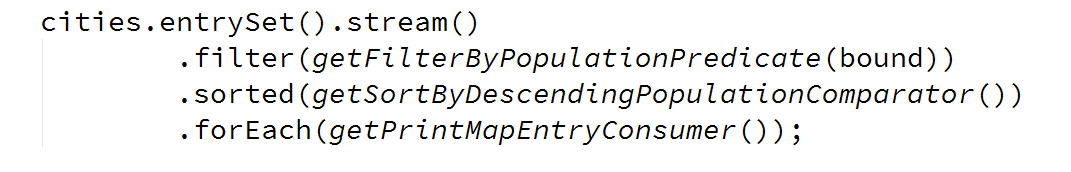 cities.entrySet().stream()
.filter(getFilterByPopulationPredicate(bound))
.sorted(getSortByDescendingPopulationComparator())
.forEach(getPrintMapEntryConsumer());